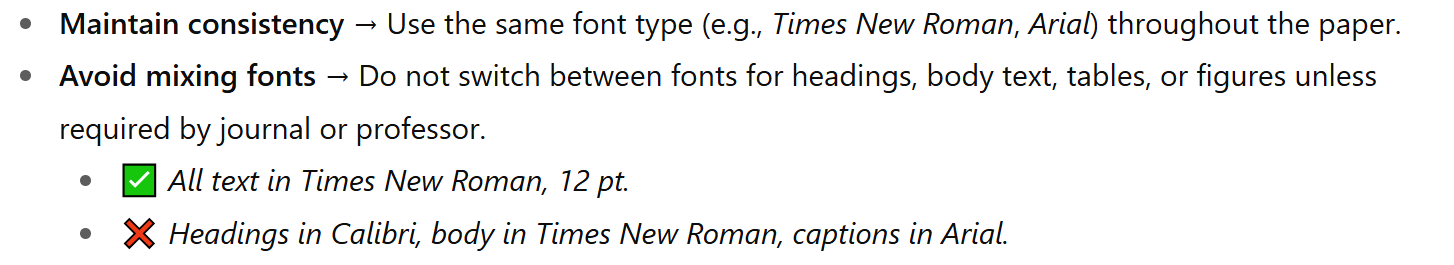 Maintain consistency → Use the same font type (e.g., Times New Roman, Arial) throughout the paper.
Avoid mixing fonts → Do not switch between fonts for headings, body text, tables, or figures unless
required by journal or professor.
✅ All text in Times New Roman, 12 pt.
❌ Headings in Calibri, body in Times New Roman, captions in Arial.